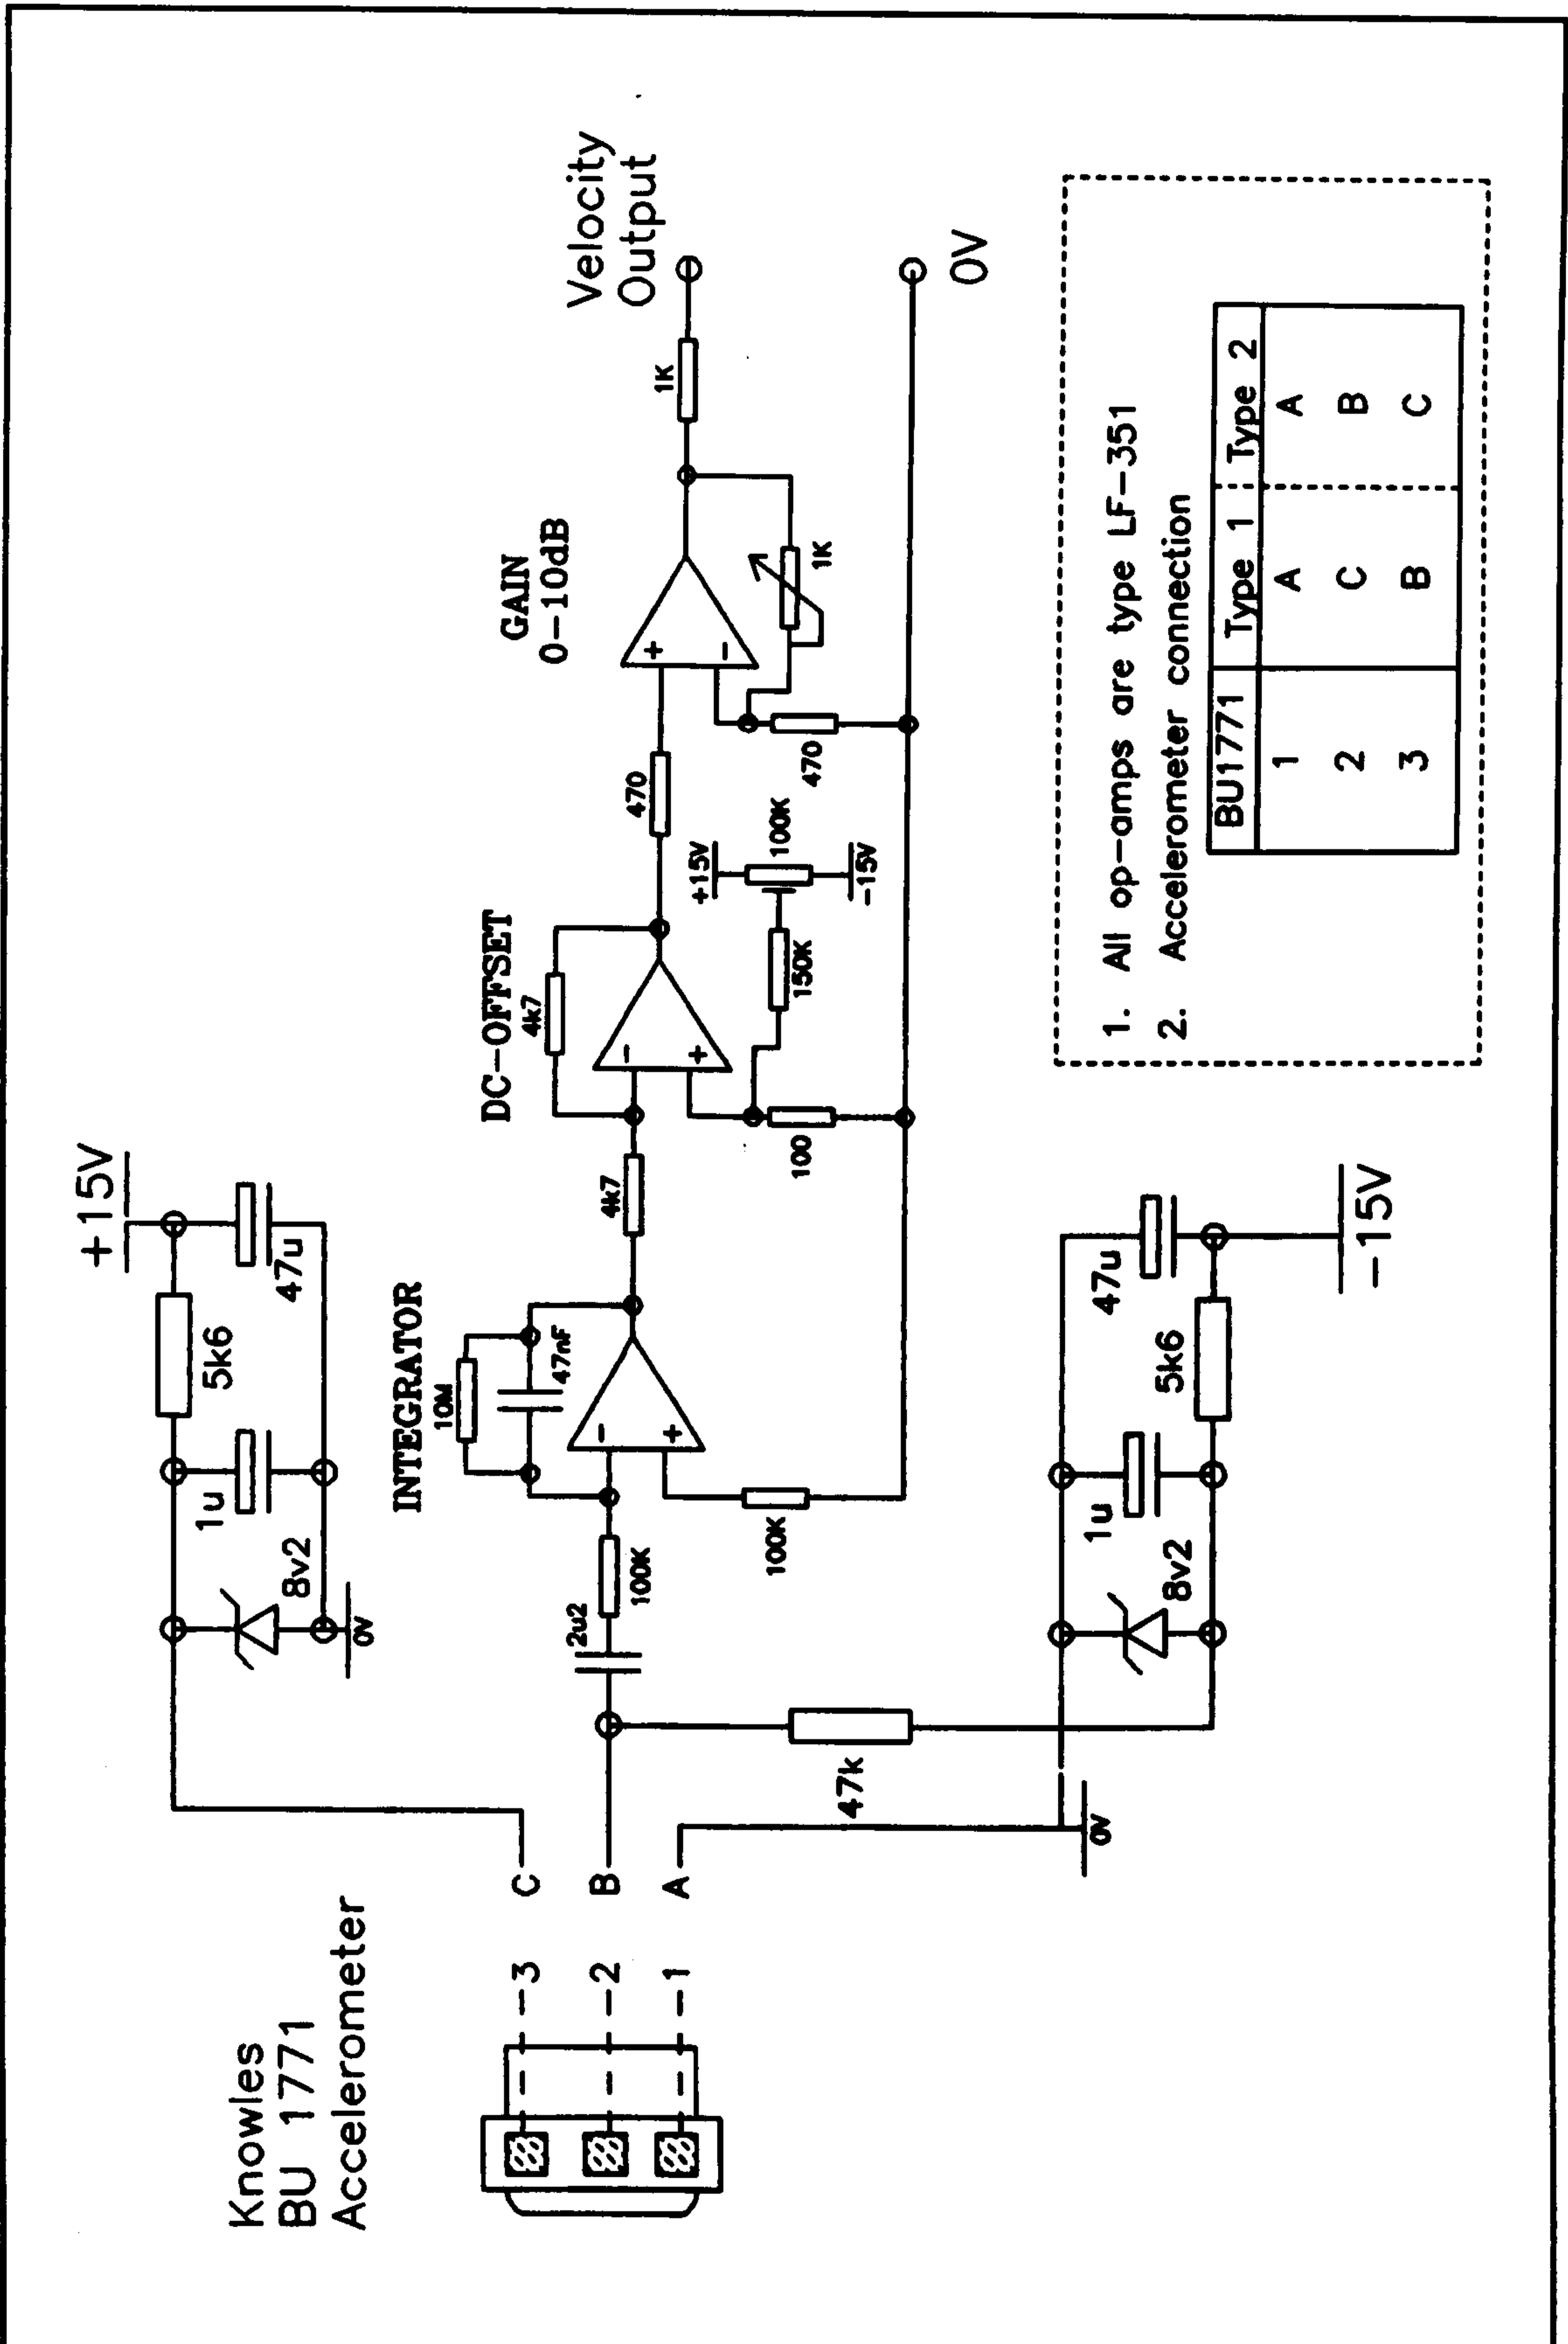 Knowles
BU 1771
Accelerometer
3
2
1
C
B
A
+15V
5k6
47u
1u
8v2
0V
INTEGRATOR
10M
47nF
2u2
100K
100K
47k
0V
4k7
DC-OFFSET
4k7
100
150K
+15V
100K
-15V
470
GAIN
0-10dB
470
1K
1K
Velocity
Output
0V
47u
1u
8v2
5k6
-15V
1. All op-amps are type LF-351
2. Accelerometer connection
BU1771 Type 1 Type 2
1 A A
2 C B
3 B C
+
-
+
-
+
-